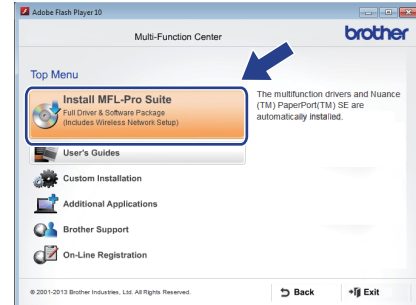 Adobe Flash Player 10
Multi-Function Center
brother
Top Menu
Install MFL-Pro Suite
Full Driver & Software Package
(Includes Wireless Network Setup)
The multifunction drivers and Nuance
(TM) PaperPort(TM) SE are
automatically installed.
User's Guides
Custom Installation
Additional Applications
Brother Support
On-Line Registration
© 2001-2013 Brother Industries, Ltd. All Rights Reserved.
Back
Exit